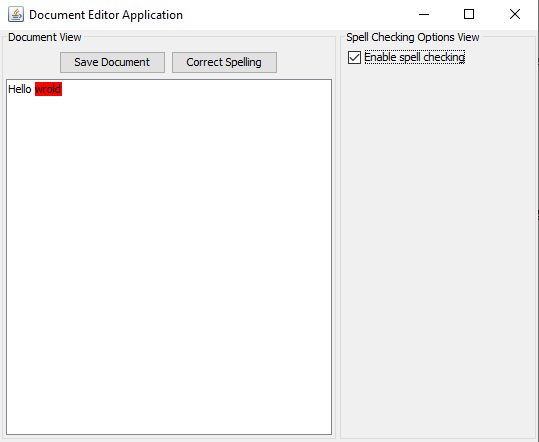 Document Editor Application
Document View
Save Document Correct Spelling
Hello wrold
Spell Checking Options View
Enable spell checking